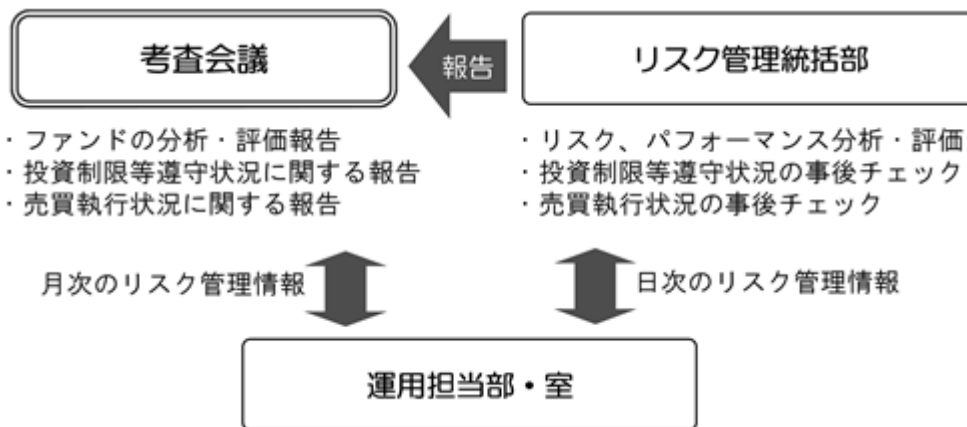 考査会議
報告
リスク管理統括部
・ファンドの分析・評価報告
・投資制限等遵守状況に関する報告
・売買執行状況に関する報告
・リスク、パフォーマンス分析・評価
・投資制限等遵守状況の事後チェック
・売買執行状況の事後チェック
月次のリスク管理情報
日次のリスク管理情報
運用担当部・室